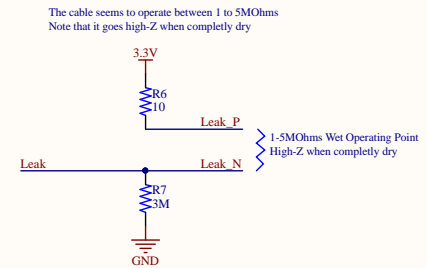 The cable seems to operate between 1 to 5MOhms
Note that it goes high-Z when completly dry
3.3V
R6
10
Leak_P
1-5MOhms Wet Operating Point
High-Z when completly dry
Leak
Leak_N
R7
3M
GND